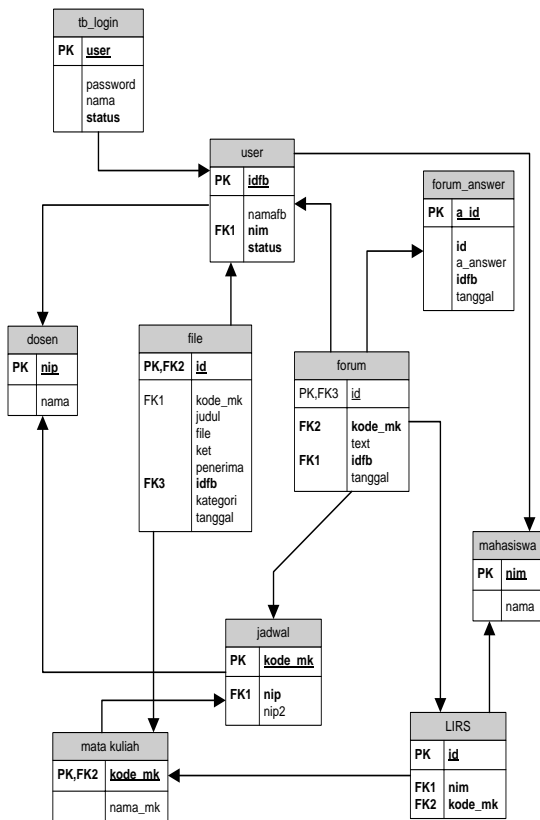 tb_login
PK user
password
nama
status
user
PK idfb
namafb
FK1 nim
status
forum_answer
PK a_id
id
a_answer
idfb
tanggal
dosen
PK nip
nama
file
PK,FK2 id
FK1 kode_mk
judul
file
ket
penerima
FK3 idfb
kategori
tanggal
forum
PK,FK3 id
FK2 kode_mk
text
FK1 idfb
tanggal
mahasiswa
PK nim
nama
jadwal
PK kode_mk
FK1 nip
nip2
mata kuliah
PK,FK2 kode_mk
nama_mk
LIRS
PK id
FK1 nim
FK2 kode_mk